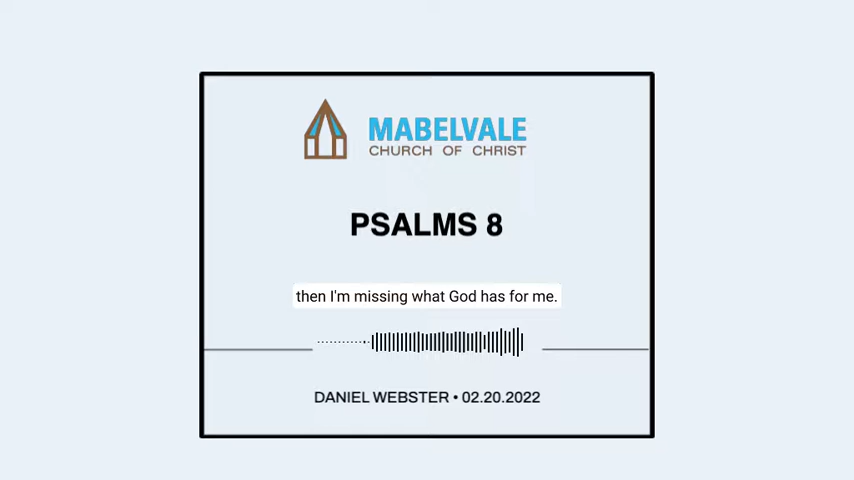 MABELVALE
CHURCH OF CHRIST
PSALMS 8
then I'm missing what God has for me.
DANIEL WEBSTER • 02.20.2022